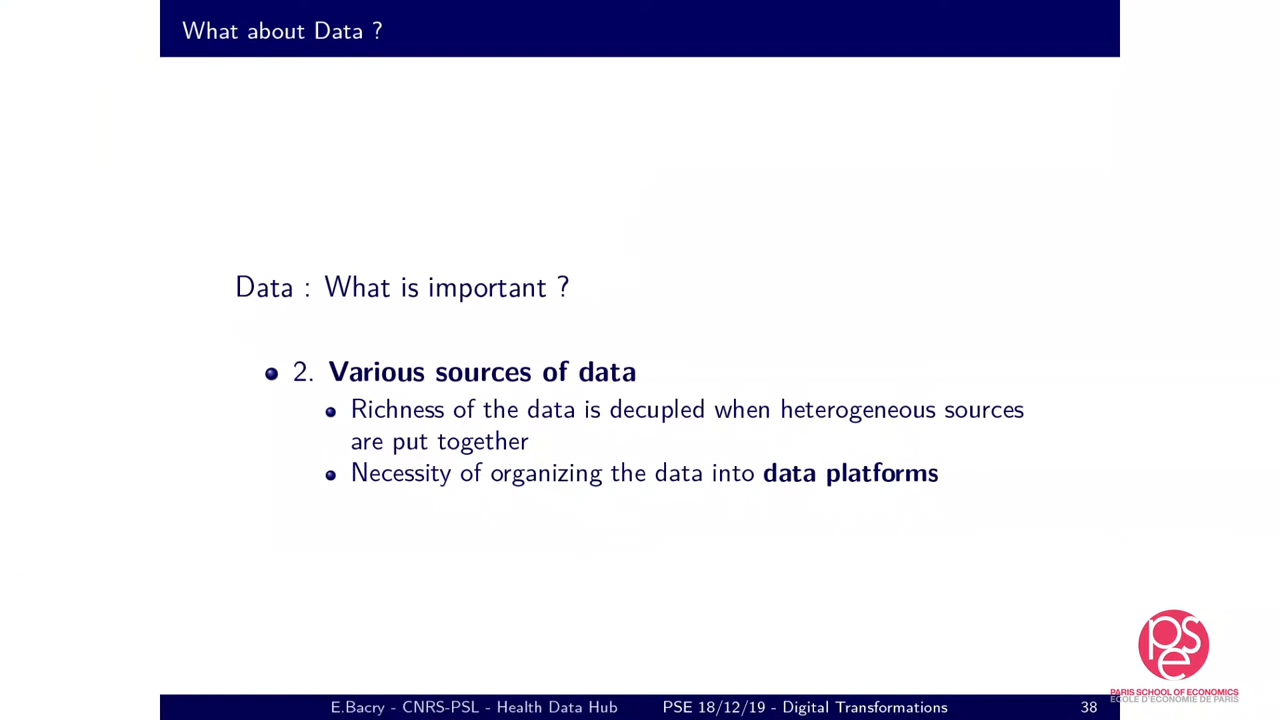 What about Data ?
Data : What is important ?
2. Various sources of data
Richness of the data is decupled when heterogeneous sources
are put together
Necessity of organizing the data into data platforms
pse
PARIS SCHOOL OF ECONOMICS
ECOLE D'ECONOMIE DE PARIS
E.Bacry - CNRS-PSL - Health Data Hub PSE 18/12/19 - Digital Transformations 38